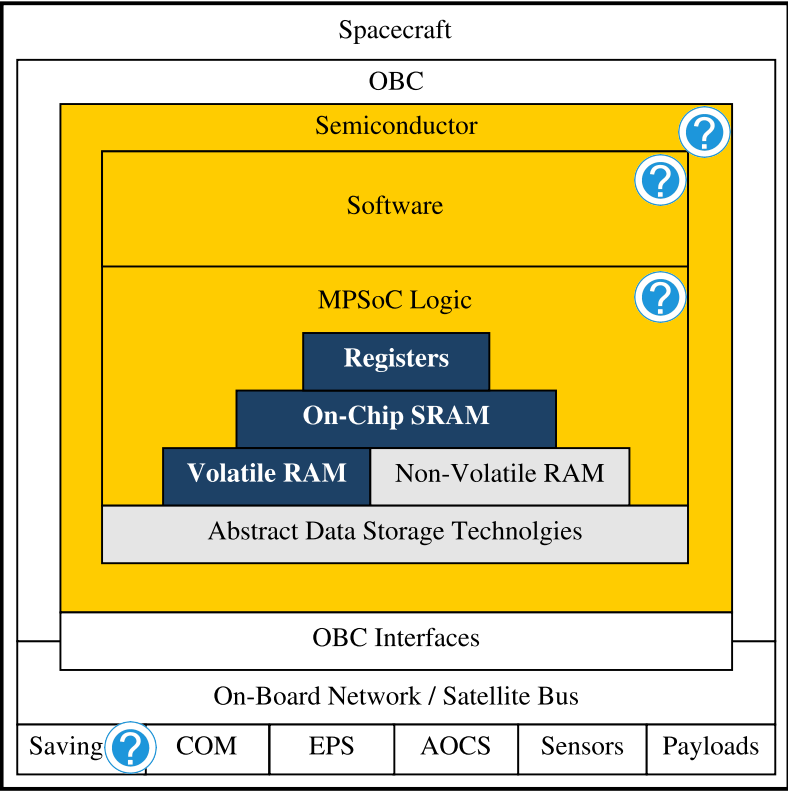 Spacecraft
OBC
Semiconductor
?
?
Software
MPSoC Logic
?
Registers
On-Chip SRAM
Volatile RAM
Non-Volatile RAM
Abstract Data Storage Technolgies
OBC Interfaces
On-Board Network / Satellite Bus
Saving ? COM EPS AOCS Sensors Payloads